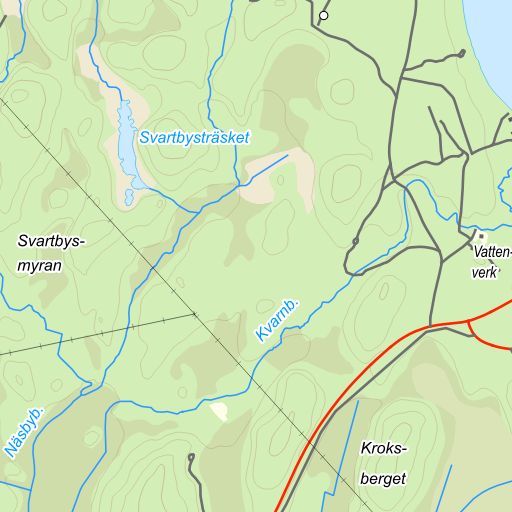 Svartbysträsket
Svartbys-
myran
Vatten-
verk
Kvarnb.
Näsbyb.
Kroks-
berget